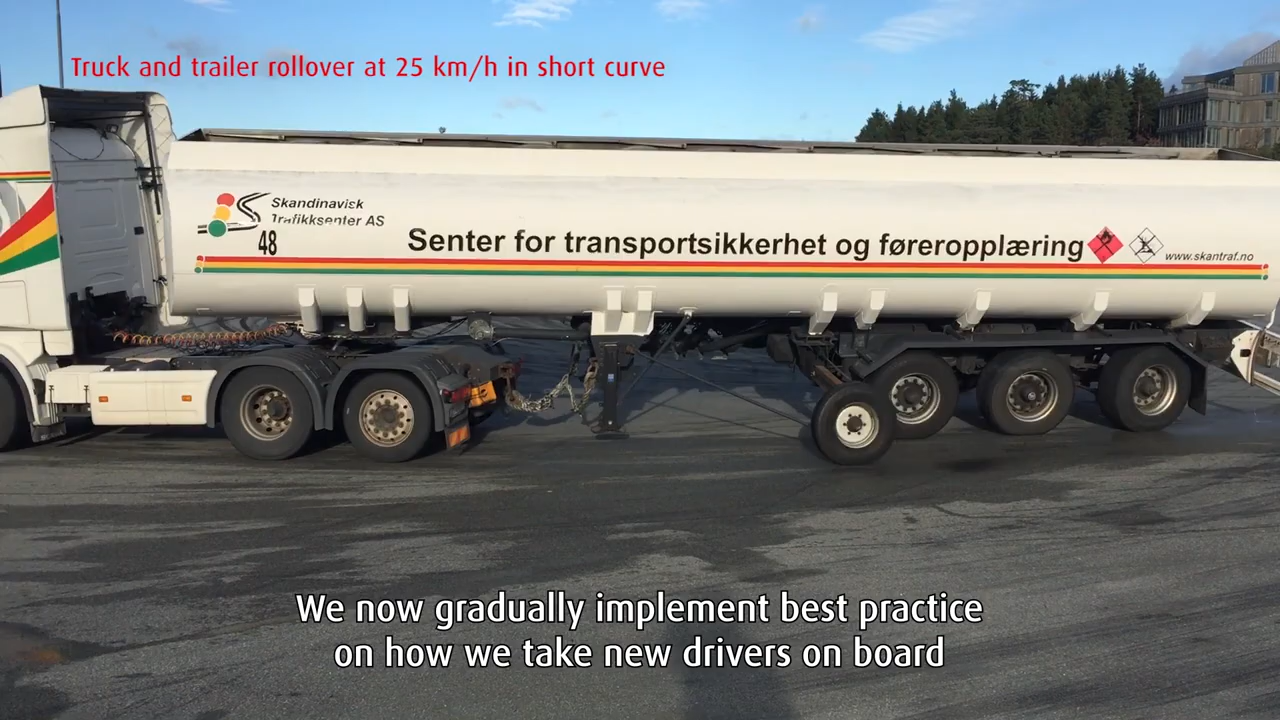 Truck and trailer rollover at 25 km/h in short curve
Skandinavisk
Trafikksenter AS
48
Senter for transportsikkerhet og føreropplæring
www.skantraf.no
We now gradually implement best practice
on how we take new drivers on board